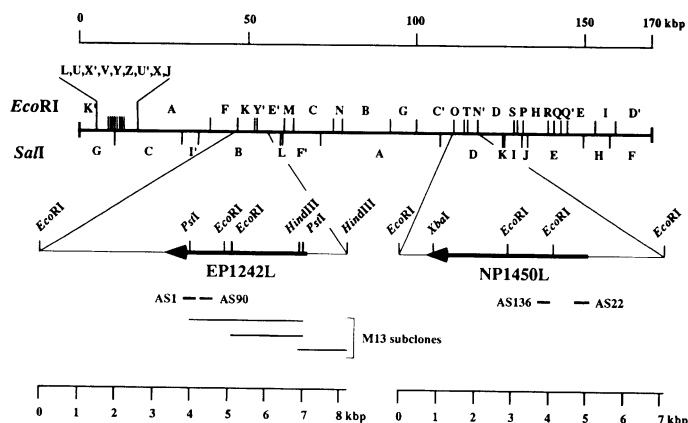 0 50 100 150 170 kbp
L,U,X',V,Y,Z,U',X,J
EcoRI K' A F K Y' E' M C N B G C' O T N' D S P H R Q Q' E I D'
SalI G C I' B L F' A D K I J E H F
EcoRI PstI EcoRI EcoRI HindIII PstI HindIII EcoRI XbaI EcoRI EcoRI EcoRI
EP1242L NP1450L
AS1 AS90 AS136 AS22
M13 subclones
0 1 2 3 4 5 6 7 8 kbp 0 1 2 3 4 5 6 7 kbp